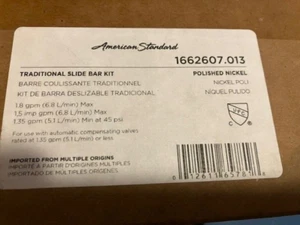 American Standard
1662607.013
TRADITIONAL SLIDE BAR KIT
POLISHED NICKEL
BARRE COULISSANTE TRADITIONNEL
NICKEL POLI
KIT DE BARRA DESLIZABLE TRADICIONAL
NÍQUEL PULIDO
1.8 gpm (6.8 L/min) Max
1,5 imp gpm (6,8 L/min) Max
1.35 gpm (5.1 L/min) Min at 45 psi
For use with automatic compensating valves
rated at 1.35 gpm (5.1 L/min) or less
IMPORTED FROM MULTIPLE ORIGINS
IMPORTÉ À PARTIR D'ORIGINES MULTIPLES
IMPORTADO DE MÚLTIPLES ORÍGENES